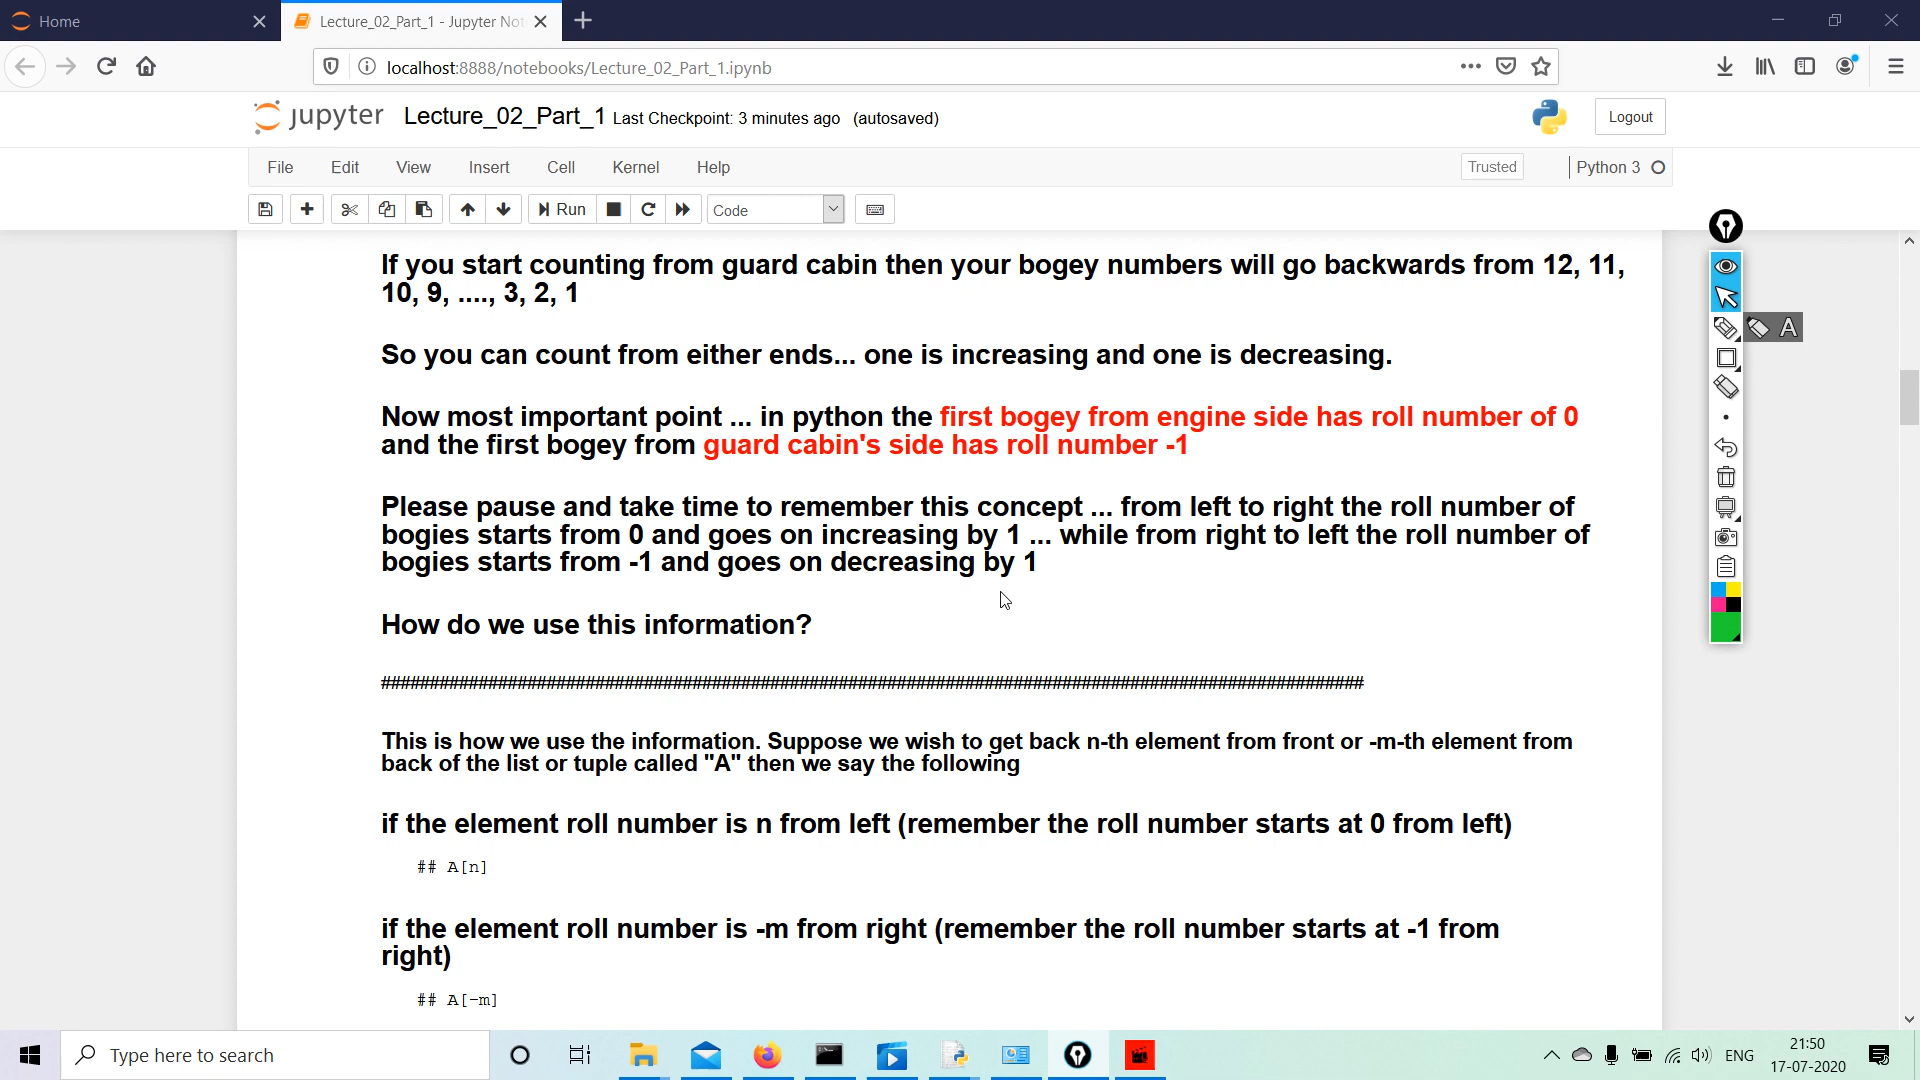 Home
Lecture_02_Part_1 - Jupyter Not
localhost:8888/notebooks/Lecture_02_Part_1.ipynb
jupyter Lecture_02_Part_1 Last Checkpoint: 3 minutes ago (autosaved)
Logout
File Edit View Insert Cell Kernel Help
Trusted
Python 3
Run
Code
If you start counting from guard cabin then your bogey numbers will go backwards from 12, 11,
10, 9, ...., 3, 2, 1
So you can count from either ends... one is increasing and one is decreasing.
Now most important point ... in python the first bogey from engine side has roll number of 0
and the first bogey from guard cabin's side has roll number -1
Please pause and take time to remember this concept ... from left to right the roll number of
bogies starts from 0 and goes on increasing by 1 ... while from right to left the roll number of
bogies starts from -1 and goes on decreasing by 1
How do we use this information?
##################################################################################################
This is how we use the information. Suppose we wish to get back n-th element from front or -m-th element from
back of the list or tuple called "A" then we say the following
if the element roll number is n from left (remember the roll number starts at 0 from left)
## A[n]
if the element roll number is -m from right (remember the roll number starts at -1 from
right)
## A[-m]
A
Type here to search
ENG
21:50
17-07-2020